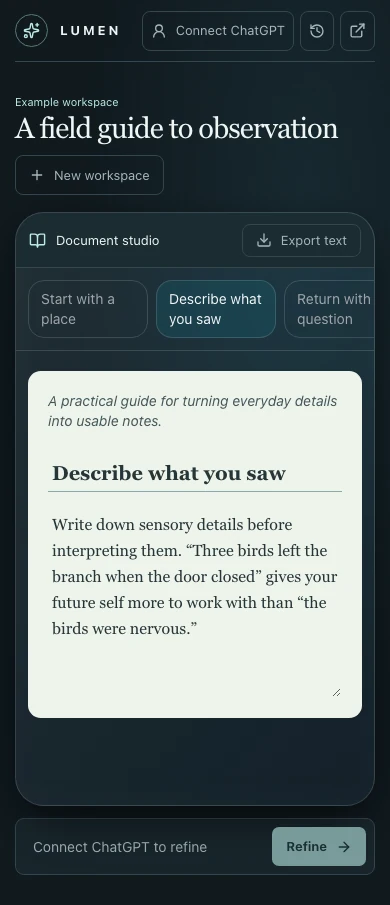 LUMEN
Connect ChatGPT
Example workspace
A field guide to observation
New workspace
Document studio
Export text
Start with a
place
Describe what
you saw
Return with
question
A practical guide for turning everyday details
into usable notes.
Describe what you saw
Write down sensory details before
interpreting them. “Three birds left the
branch when the door closed” gives your
future self more to work with than “the
birds were nervous.”
Connect ChatGPT to refine
Refine